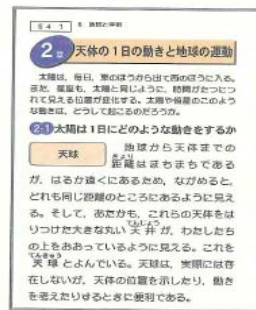 541 5 地球と宇宙
2章 天体の1日の動きと地球の運動
太陽は、毎日、東のほうから出て西のほうに入る。
また、星座も、太陽と同じように、時間がたつにつ
れて見える位置が変化する。太陽や恒星のこのよう
な動きは、どうして起こるのだろうか。
2-1 太陽は1日にどのような動きをするか
天球
地球から天体までの
距離はまちまちである
が、はるか遠くにあるため、ながめると、
どれも同じ距離のところにあるように見え
る。そして、あたかも、これらの天体をは
りつけた大きな丸い天井が、わたしたち
の上をおおっているように見える。これを
天球とよんでいる。天球は、実際には存
在しないが、天体の位置を示したり、動き
を考えたりするときに便利である。